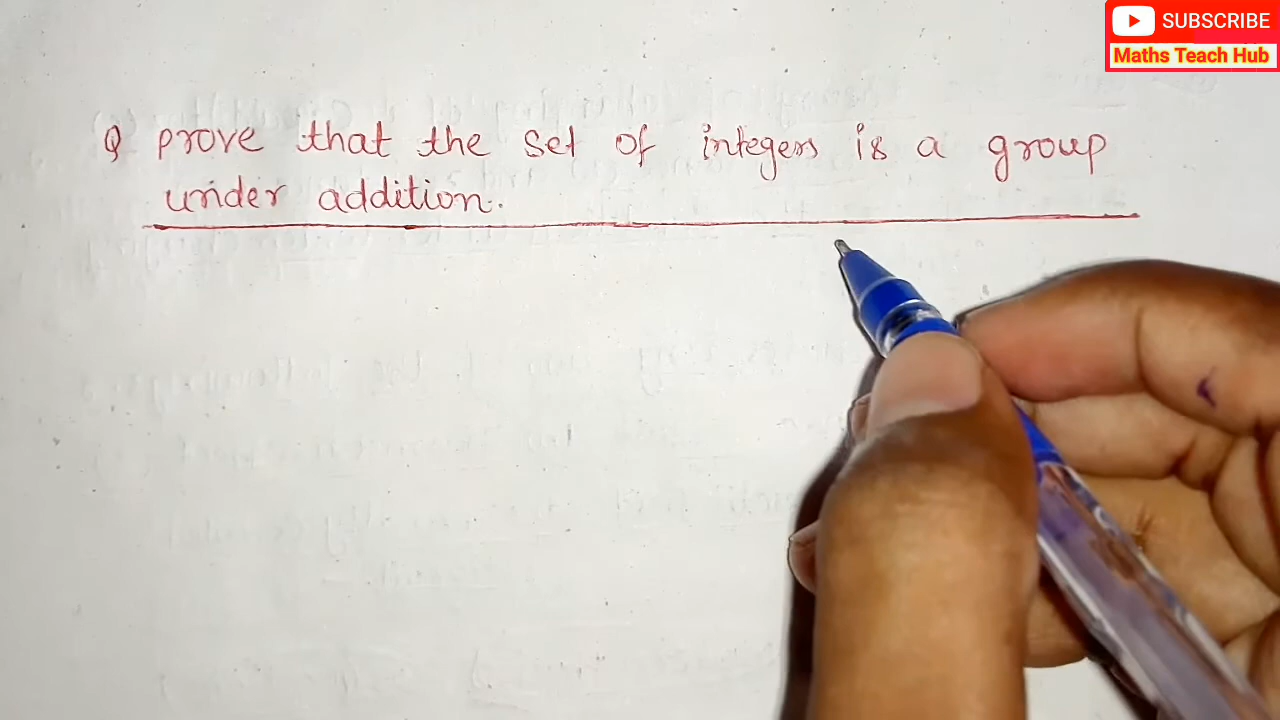 SUBSCRIBE
Maths Teach Hub
Q prove that the set of integers is a group
under addition.